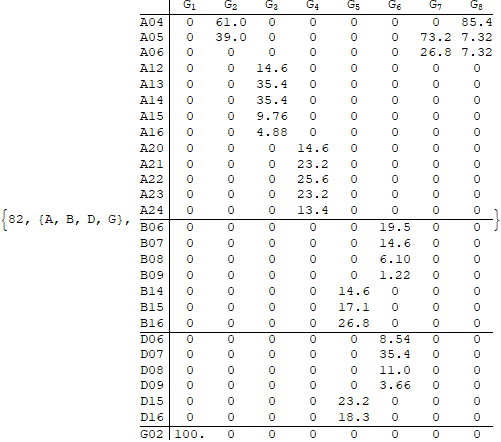 G₁ G₂ G₃ G₄ G₅ G₆ G₇ G₈
A04 0 61.0 0 0 0 0 0 85.4
A05 0 39.0 0 0 0 0 73.2 7.32
A06 0 0 0 0 0 0 26.8 7.32
A12 0 0 14.6 0 0 0 0 0
A13 0 0 35.4 0 0 0 0 0
A14 0 0 35.4 0 0 0 0 0
A15 0 0 9.76 0 0 0 0 0
A16 0 0 4.88 0 0 0 0 0
A20 0 0 0 14.6 0 0 0 0
A21 0 0 0 23.2 0 0 0 0
A22 0 0 0 25.6 0 0 0 0
A23 0 0 0 23.2 0 0 0 0
A24 0 0 0 13.4 0 0 0 0
{82, {A, B, D, G}, }
B06 0 0 0 0 0 19.5 0 0
B07 0 0 0 0 0 14.6 0 0
B08 0 0 0 0 0 6.10 0 0
B09 0 0 0 0 0 1.22 0 0
B14 0 0 0 0 14.6 0 0 0
B15 0 0 0 0 17.1 0 0 0
B16 0 0 0 0 26.8 0 0 0
D06 0 0 0 0 0 8.54 0 0
D07 0 0 0 0 0 35.4 0 0
D08 0 0 0 0 0 11.0 0 0
D09 0 0 0 0 0 3.66 0 0
D15 0 0 0 0 23.2 0 0 0
D16 0 0 0 0 18.3 0 0 0
G02 100. 0 0 0 0 0 0 0